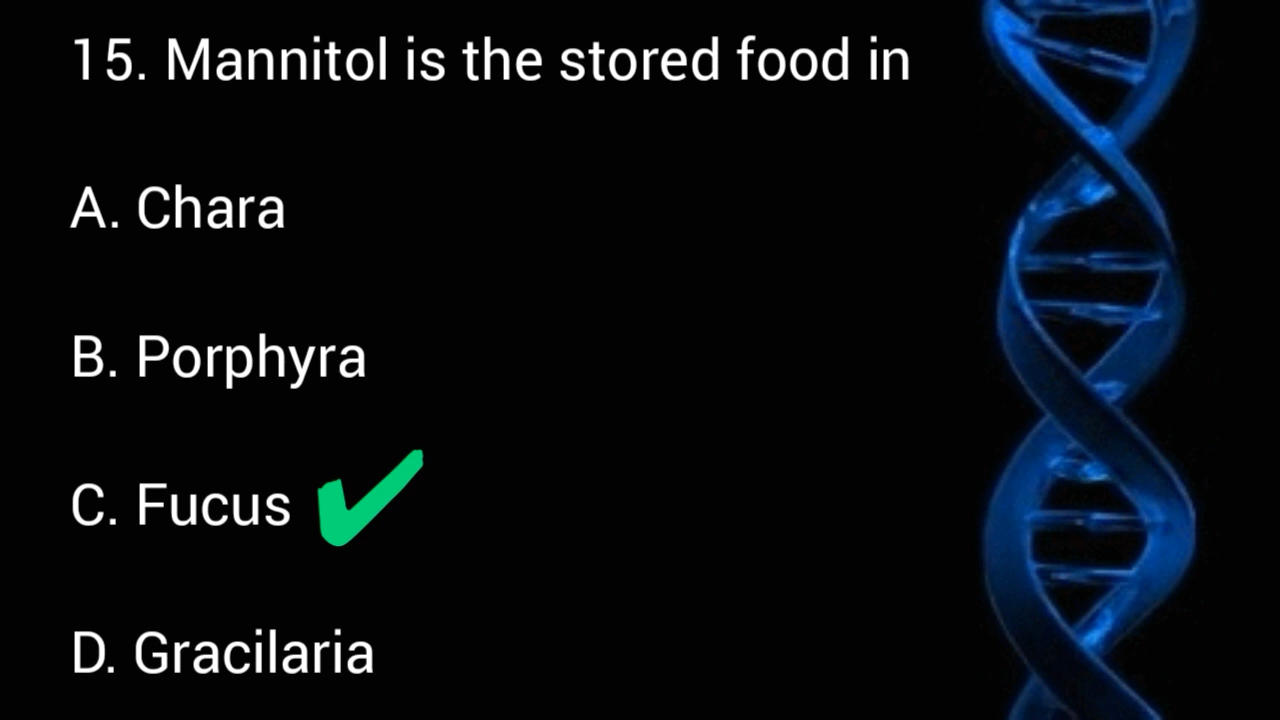 15. Mannitol is the stored food in
A. Chara
B. Porphyra
C. Fucus
D. Gracilaria